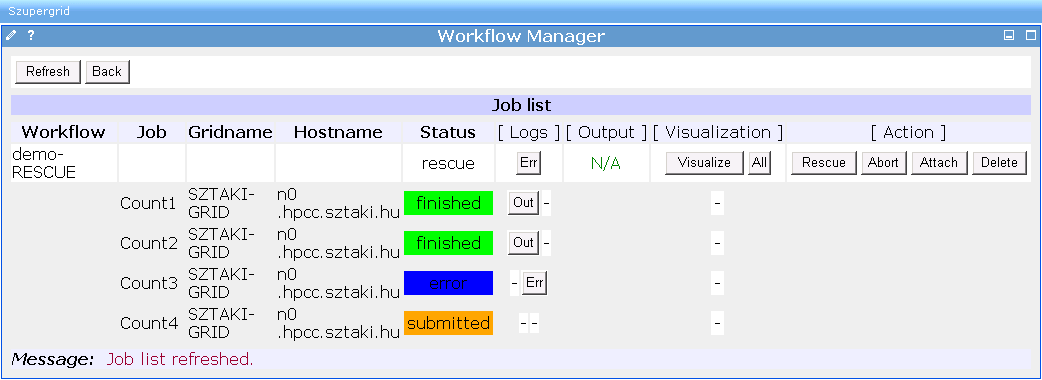 Szupergrid
? Workflow Manager
Refresh Back
Job list
Workflow Job Gridname Hostname Status [ Logs ] [ Output ] [ Visualization ] [ Action ]
demo-
RESCUE rescue Err N/A Visualize All Rescue Abort Attach Delete
Count1 SZTAKI- n0 finished Out - -
GRID .hpcc.sztaki.hu
Count2 SZTAKI- n0 finished Out - -
GRID .hpcc.sztaki.hu
Count3 SZTAKI- n0 error - Err -
GRID .hpcc.sztaki.hu
Count4 SZTAKI- n0 submitted - - -
GRID .hpcc.sztaki.hu
Message: Job list refreshed.